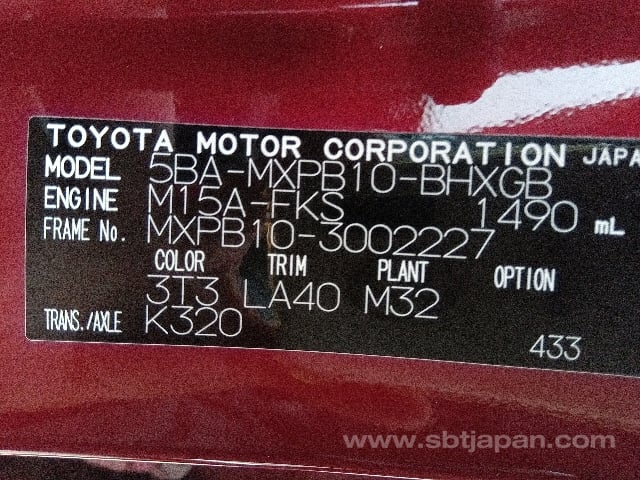 TOYOTA MOTOR CORPORATION JAPA
MODEL 5BA-MXPB10-BHXGB
ENGINE M15A-FKS 1490 mL
FRAME No. MXPB10-3002227
COLOR TRIM PLANT OPTION
3T3 LA40 M32
TRANS./AXLE K320
433
www.sbtjapan.com